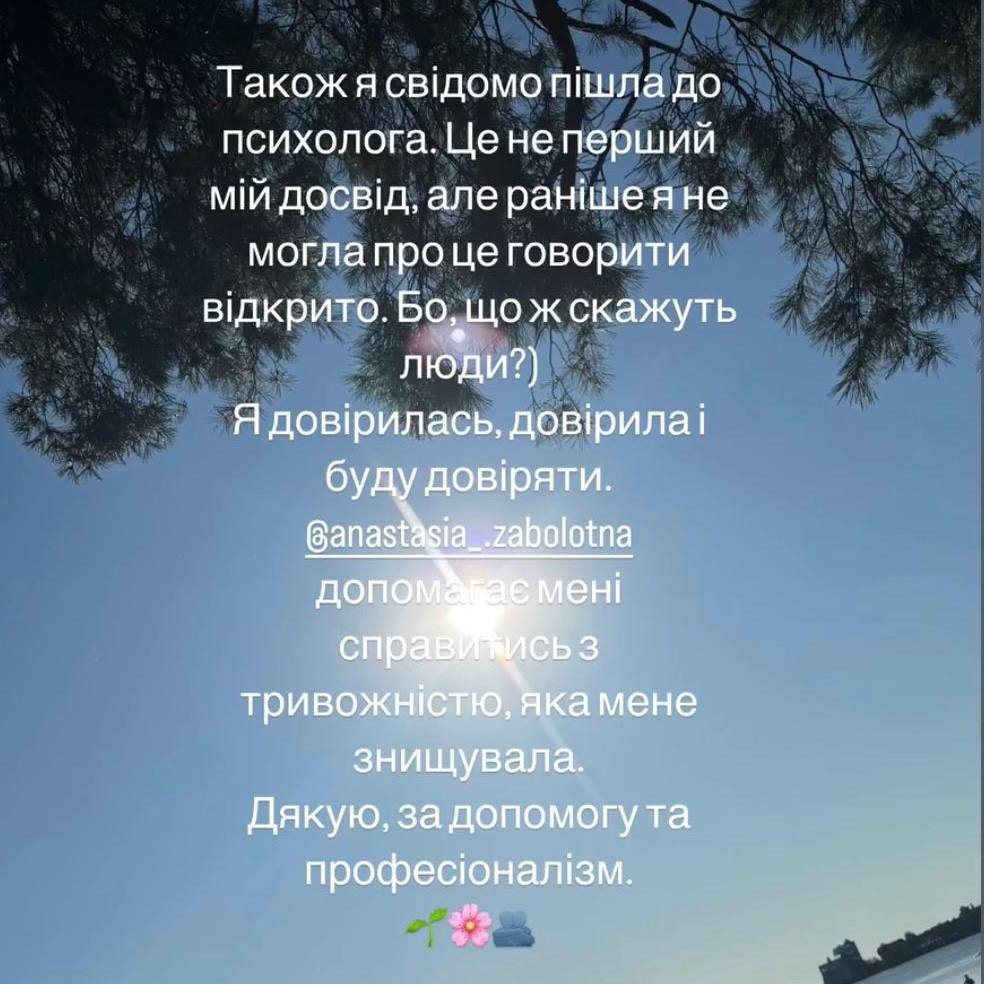 Також я свідомо пішла до
психолога. Це не перший
мій досвід, але раніше я не
могла про це говорити
відкрито. Бо, що ж скажуть
люди?)
Я довірилась, довірила і
буду довіряти.
@anastasia_.zabolotna
допомагає мені
справитись з
тривожністю, яка мене
знищувала.
Дякую, за допомогу та
професіоналізм.
🌱🌸🫂